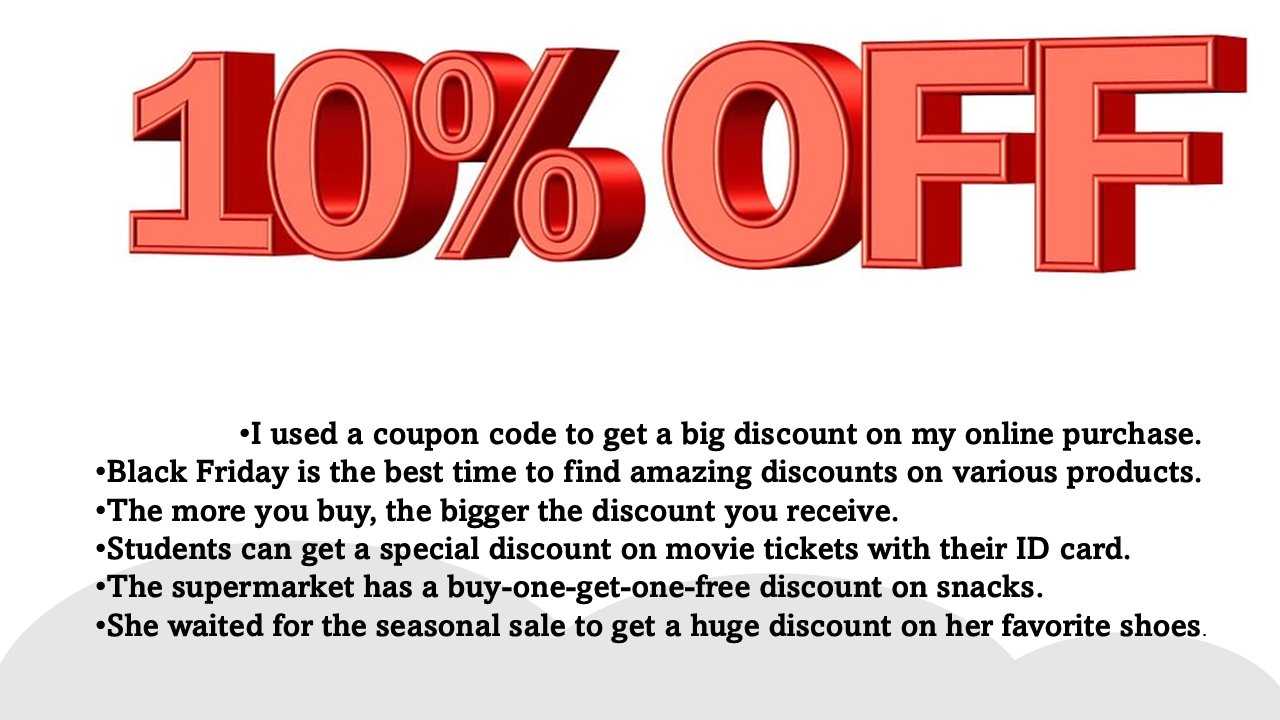 10% OFF
•I used a coupon code to get a big discount on my online purchase.
•Black Friday is the best time to find amazing discounts on various products.
•The more you buy, the bigger the discount you receive.
•Students can get a special discount on movie tickets with their ID card.
•The supermarket has a buy-one-get-one-free discount on snacks.
•She waited for the seasonal sale to get a huge discount on her favorite shoes.